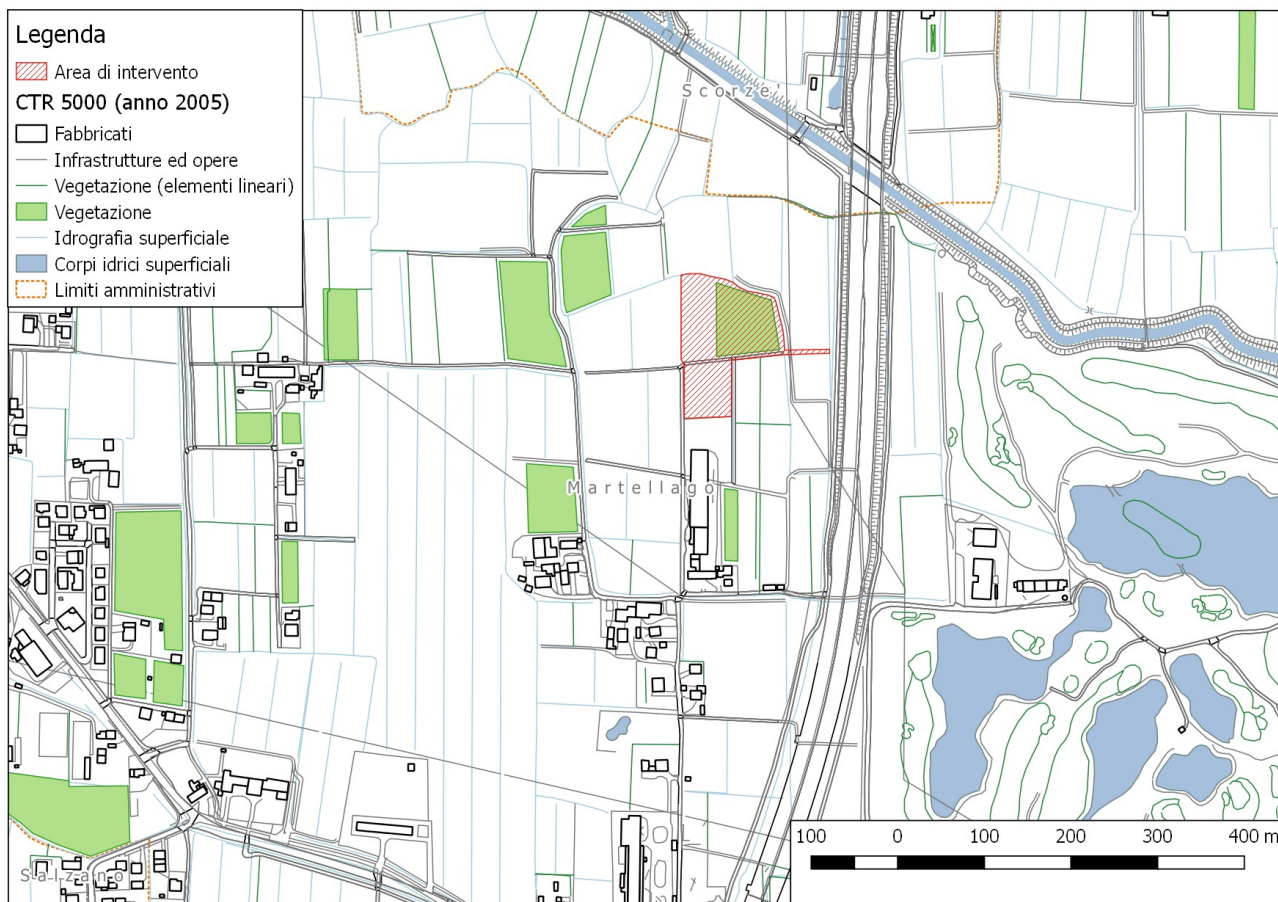 Legenda
Area di intervento
CTR 5000 (anno 2005)
Fabbricati
Infrastrutture ed opere
Vegetazione (elementi lineari)
Vegetazione
Idrografia superficiale
Corpi idrici superficiali
Limiti amministrativi
Scorze'
Martellago
Salzano
100 0 100 200 300 400 m